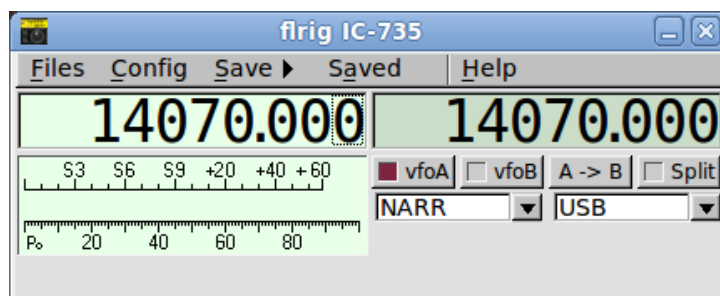 flrig IC-735
Files Config Save Saved Help
14070.000 14070.000
S3 S6 S9 +20 +40 +60
vfoA vfoB A -> B Split
NARR USB
Po 20 40 60 80